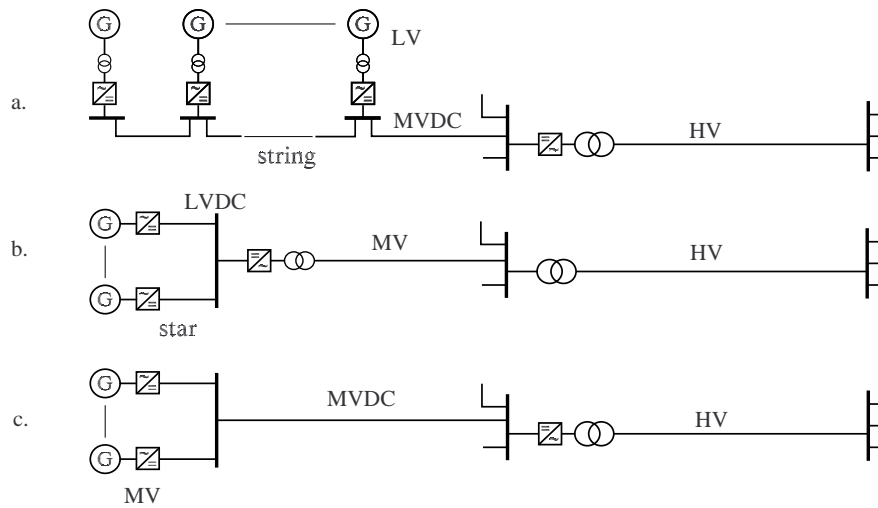 G G G LV
a. MVDC HV
string
LVDC
G
b. MV HV
G
star
G
c. MVDC HV
G
MV